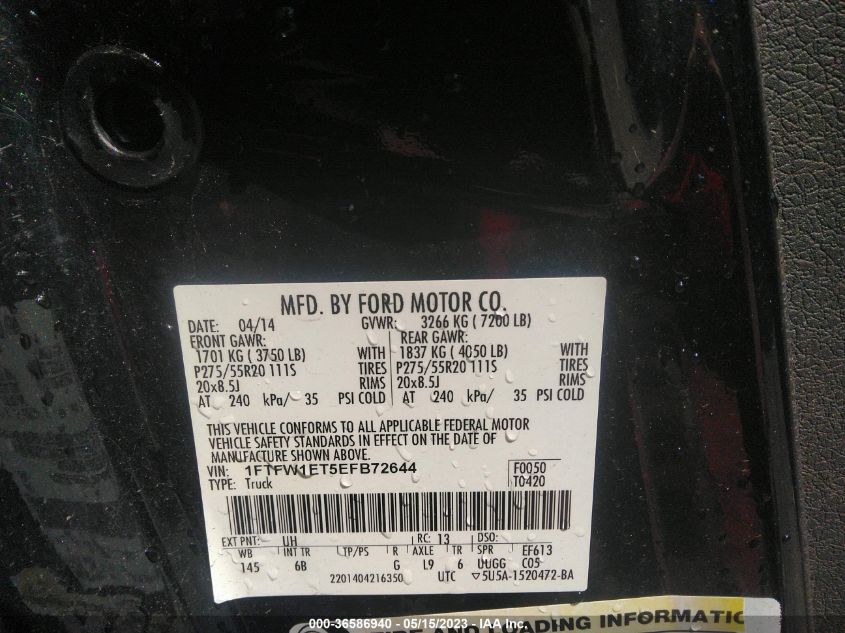 MFD. BY FORD MOTOR CO.
DATE: 04/14 GVWR: 3266 KG ( 7200 LB)
FRONT GAWR: REAR GAWR:
1701 KG ( 3750 LB) WITH 1837 KG ( 4050 LB) WITH
P275/55R20 111S TIRES P275/55R20 111S TIRES
20x8.5J RIMS 20x8.5J RIMS
AT 240 kPa/ 35 PSI COLD AT 240 kPa/ 35 PSI COLD
THIS VEHICLE CONFORMS TO ALL APPLICABLE FEDERAL MOTOR
VEHICLE SAFETY STANDARDS IN EFFECT ON THE DATE OF
MANUFACTURE SHOWN ABOVE.
VIN: 1FTFW1ET5EFB72644 F0050
TYPE: Truck T0420
EXT PNT: UH RC: 13 DSO:
WB INT TR TP/PS R AXLE TR SPR EF613
145 6B G L9 6 UUGG C05
2201404216350 UTC ▽5U5A-1520472-BA
TIRE AND LOADING INFORMATION
000-36586940 - 05/15/2023 - IAA Inc.